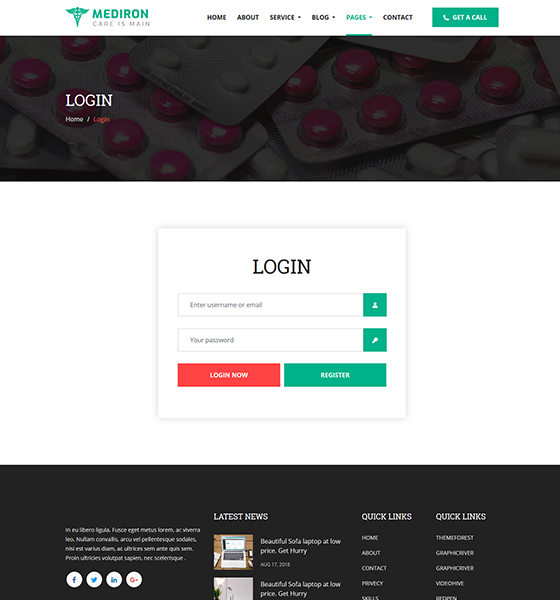 MEDIRON
CARE IS MAIN
HOME ABOUT SERVICE BLOG PAGES CONTACT
GET A CALL
LOGIN
Home / Login
LOGIN
Enter username or email
Your password
LOGIN NOW
REGISTER
In eu libero ligula. Fusce eget metus lorem, ac viverra
leo. Nullam convallis, arcu vel pellentesque sodales,
nisi est varius diam, ac ultrices sem ante quis sem.
Proin ultricies volutpat sapien, nec scelerisque .
LATEST NEWS
Beautiful Sofa laptop at low
price. Get Hurry
AUG 17, 2018
Beautiful Sofa laptop at low
price. Get Hurry
QUICK LINKS
HOME
ABOUT
CONTACT
PRIVECY
SKILLS
QUICK LINKS
THEMEFOREST
GRAPHICRIVER
GRAPHICRIVER
VIDEOHIVE
REDPEN